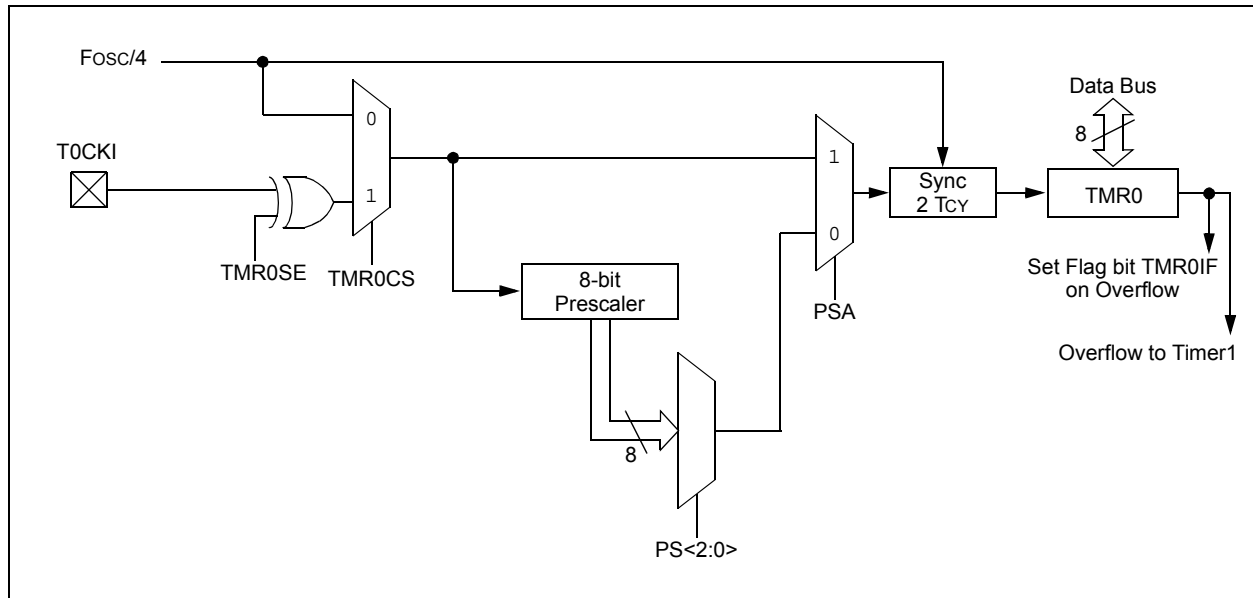 FOSC/4
Data Bus
0
8
T0CKI
1
Sync
2 TCY
TMR0
1
0
TMR0SE
TMR0CS
8-bit
Prescaler
PSA
Set Flag bit TMR0IF
on Overflow
Overflow to Timer1
8
PS<2:0>